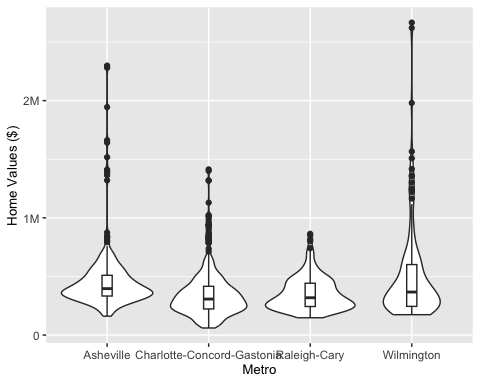 Home Values ($)
2M
1M
0
Asheville Charlotte-Concord-Gastonia Raleigh-Cary Wilmington
Metro